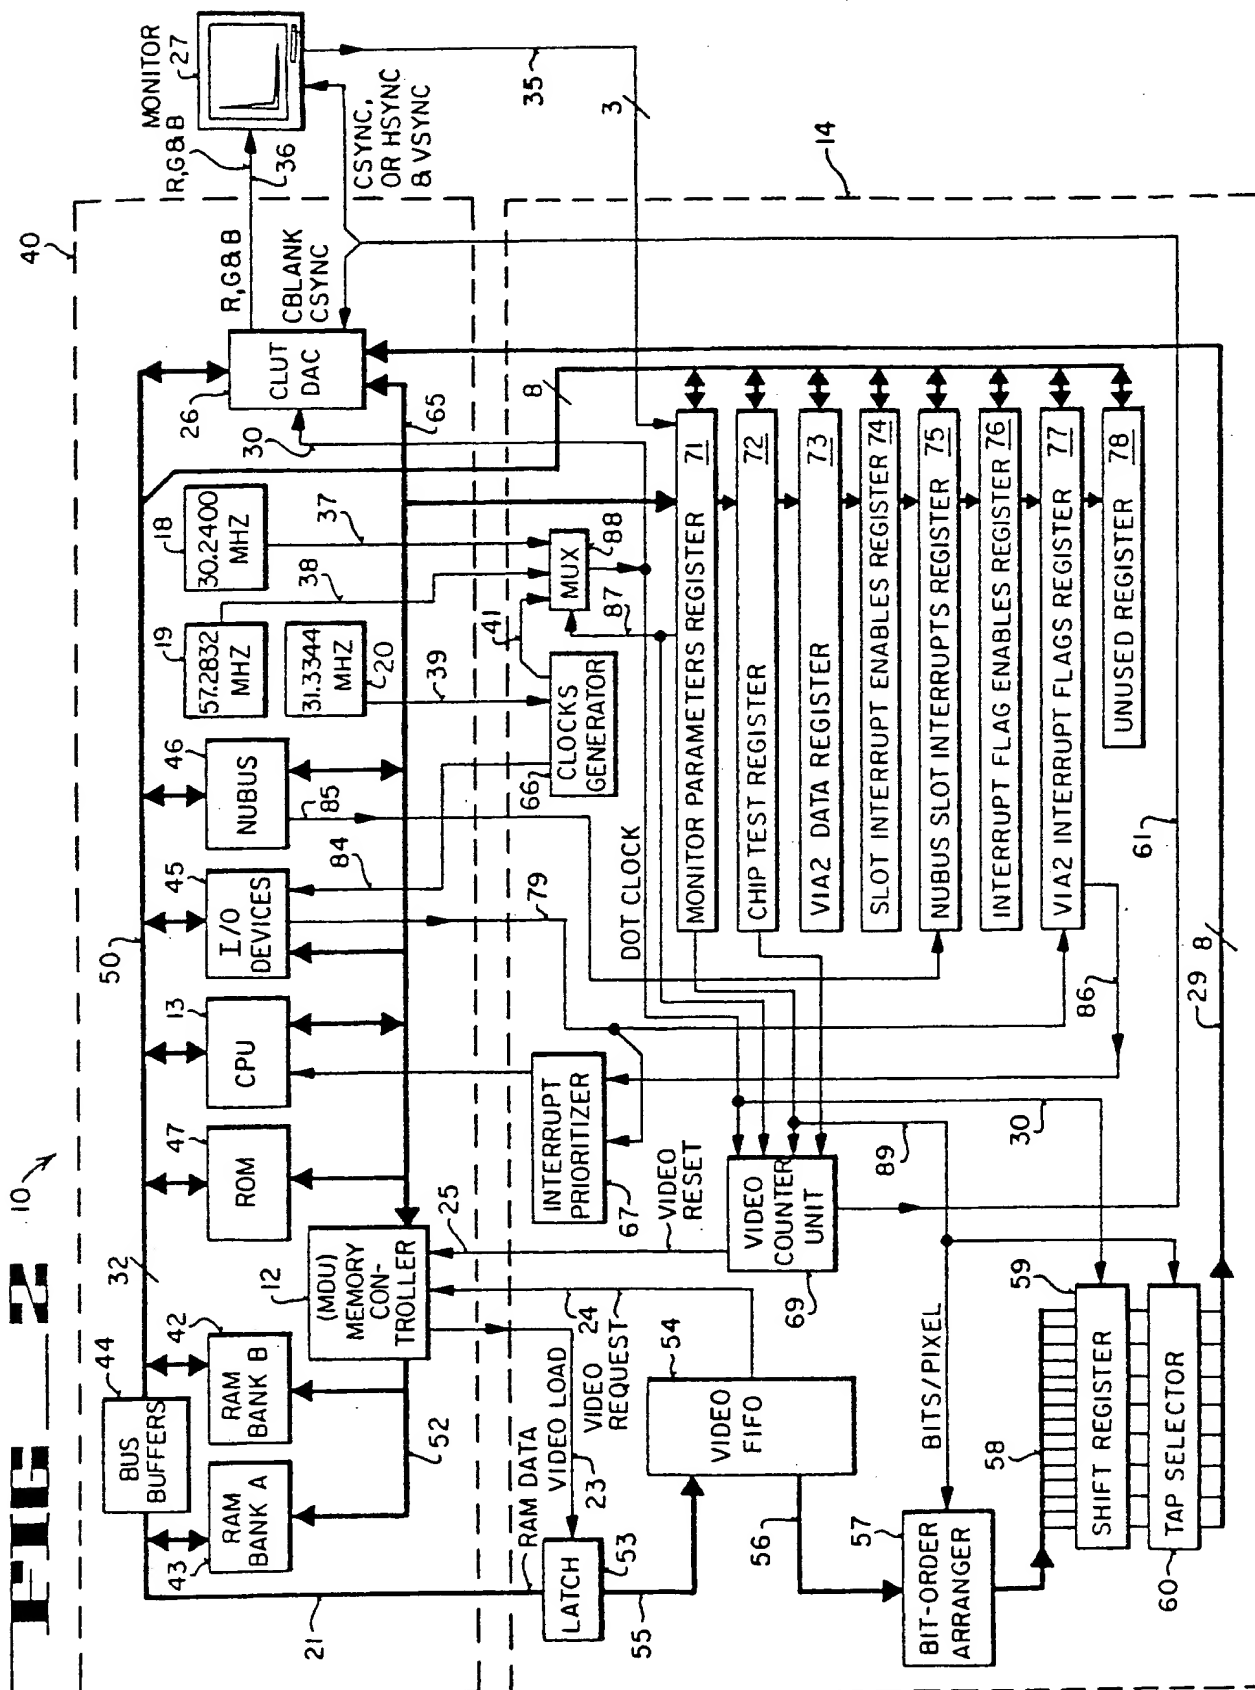 FIG 2
10
40
44
BUS
BUFFERS
32
50
43
RAM
BANK A
42
RAM
BANK B
47
ROM
13
CPU
45
I/O
DEVICES
46
NUBUS
19
57.2832
MHZ
18
30.2400
MHZ
31.3344
MHZ
20
26
CLUT
DAC
R,G&B
R,G&B
36
MONITOR
27
CBLANK
CSYNC
CSYNC,
OR HSYNC
& VSYNC
35
3
21
52
12
(MDU)
MEMORY
CON-
TROLLER
25
84
85
39
38
37
30
65
8
14
RAM DATA
VIDEO LOAD
23
24
VIDEO
REQUEST
VIDEO
RESET
INTERRUPT
PRIORITIZER
67
79
DOT CLOCK
66
CLOCKS
GENERATOR
41
MUX
88
87
LATCH
53
55
54
VIDEO
FIFO
56
69
VIDEO
COUNTER
UNIT
MONITOR PARAMETERS REGISTER 71
CHIP TEST REGISTER 72
VIA2 DATA REGISTER 73
SLOT INTERRUPT ENABLES REGISTER 74
NUBUS SLOT INTERRUPTS REGISTER 75
INTERRUPT FLAG ENABLES REGISTER 76
VIA2 INTERRUPT FLAGS REGISTER 77
UNUSED REGISTER 78
89
30
86
61
BITS/PIXEL
57
BIT-ORDER
ARRANGER
58
59
SHIFT REGISTER
TAP SELECTOR
60
29
8